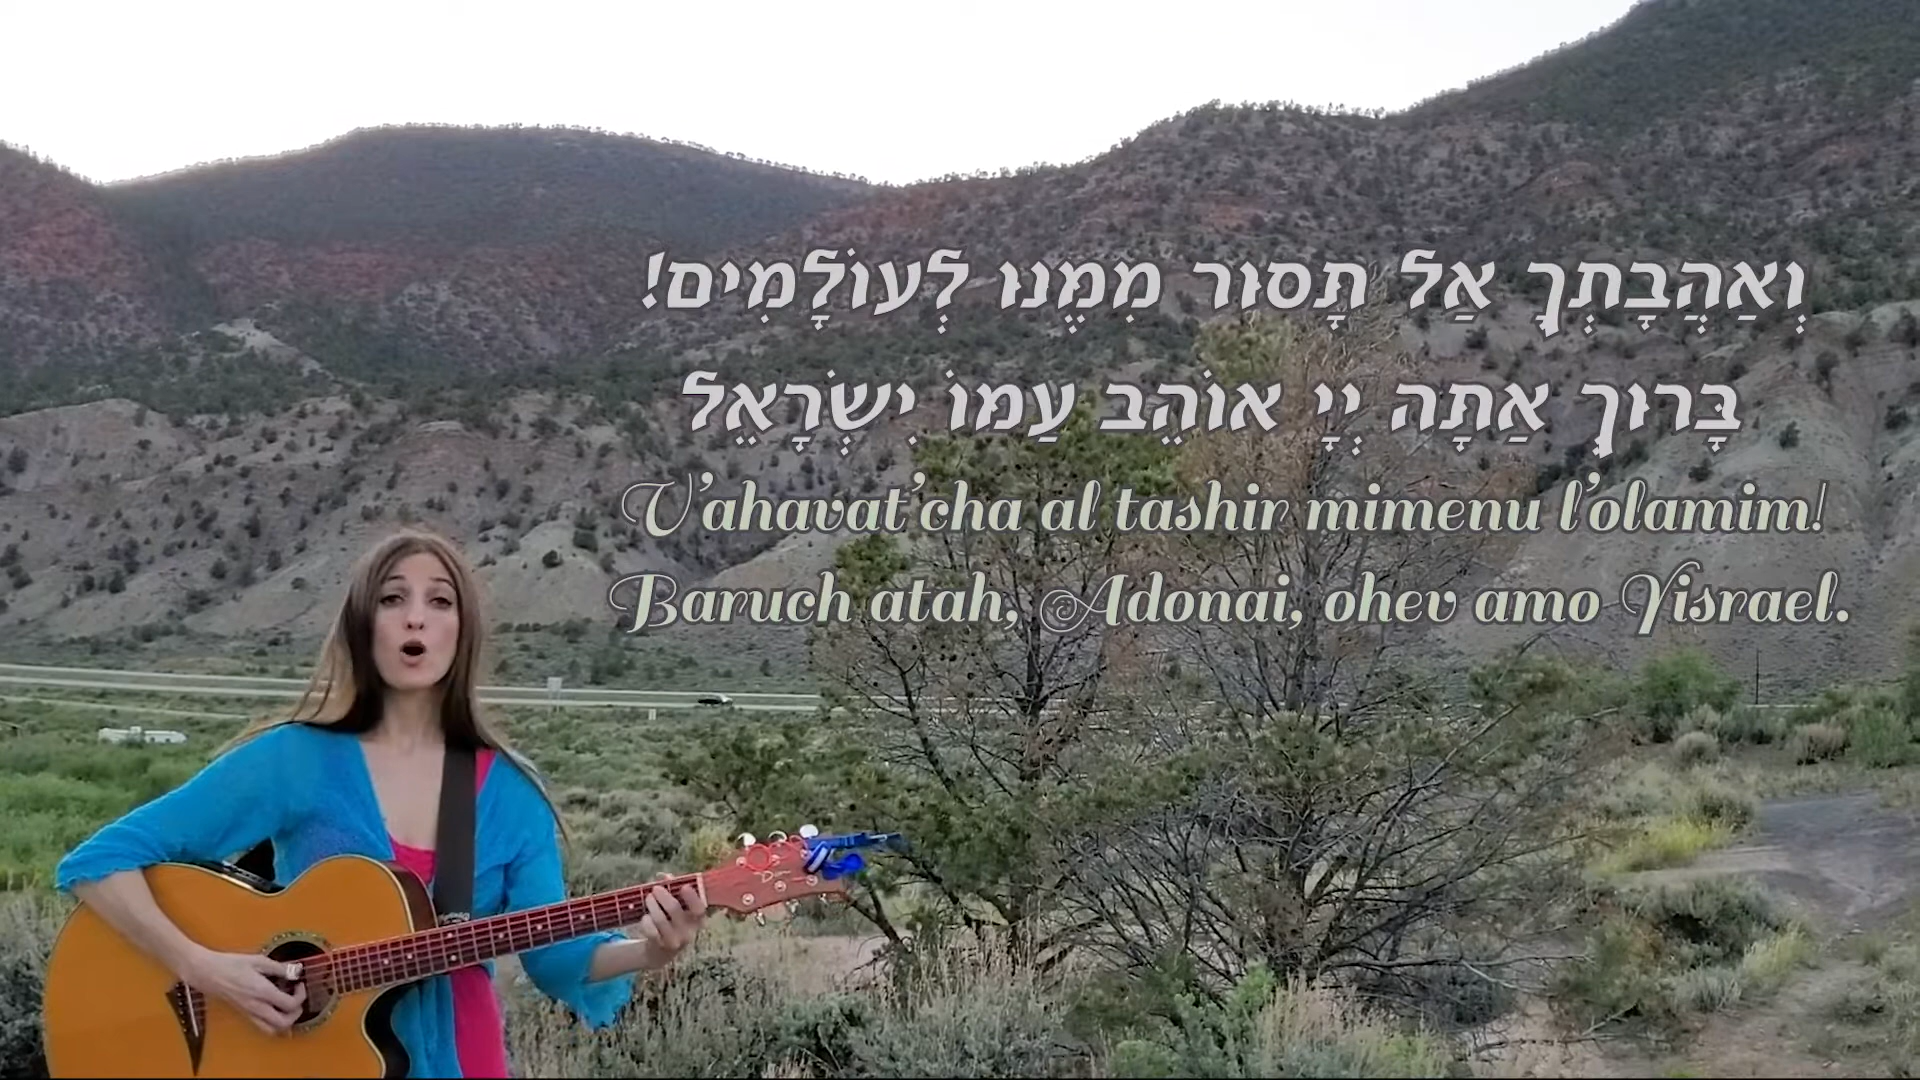 וְאַהֲבָתְךָ אַל תָּסוּר מִמֶּנּוּ לְעוֹלָמִים!
בָּרוּךְ אַתָּה יְיָ אוֹהֵב עַמּוֹ יִשְׂרָאֵל
V'ahavat'cha al tashir mimenu l'olamim!
Baruch atah, Adonai, ohev amo Yisrael.